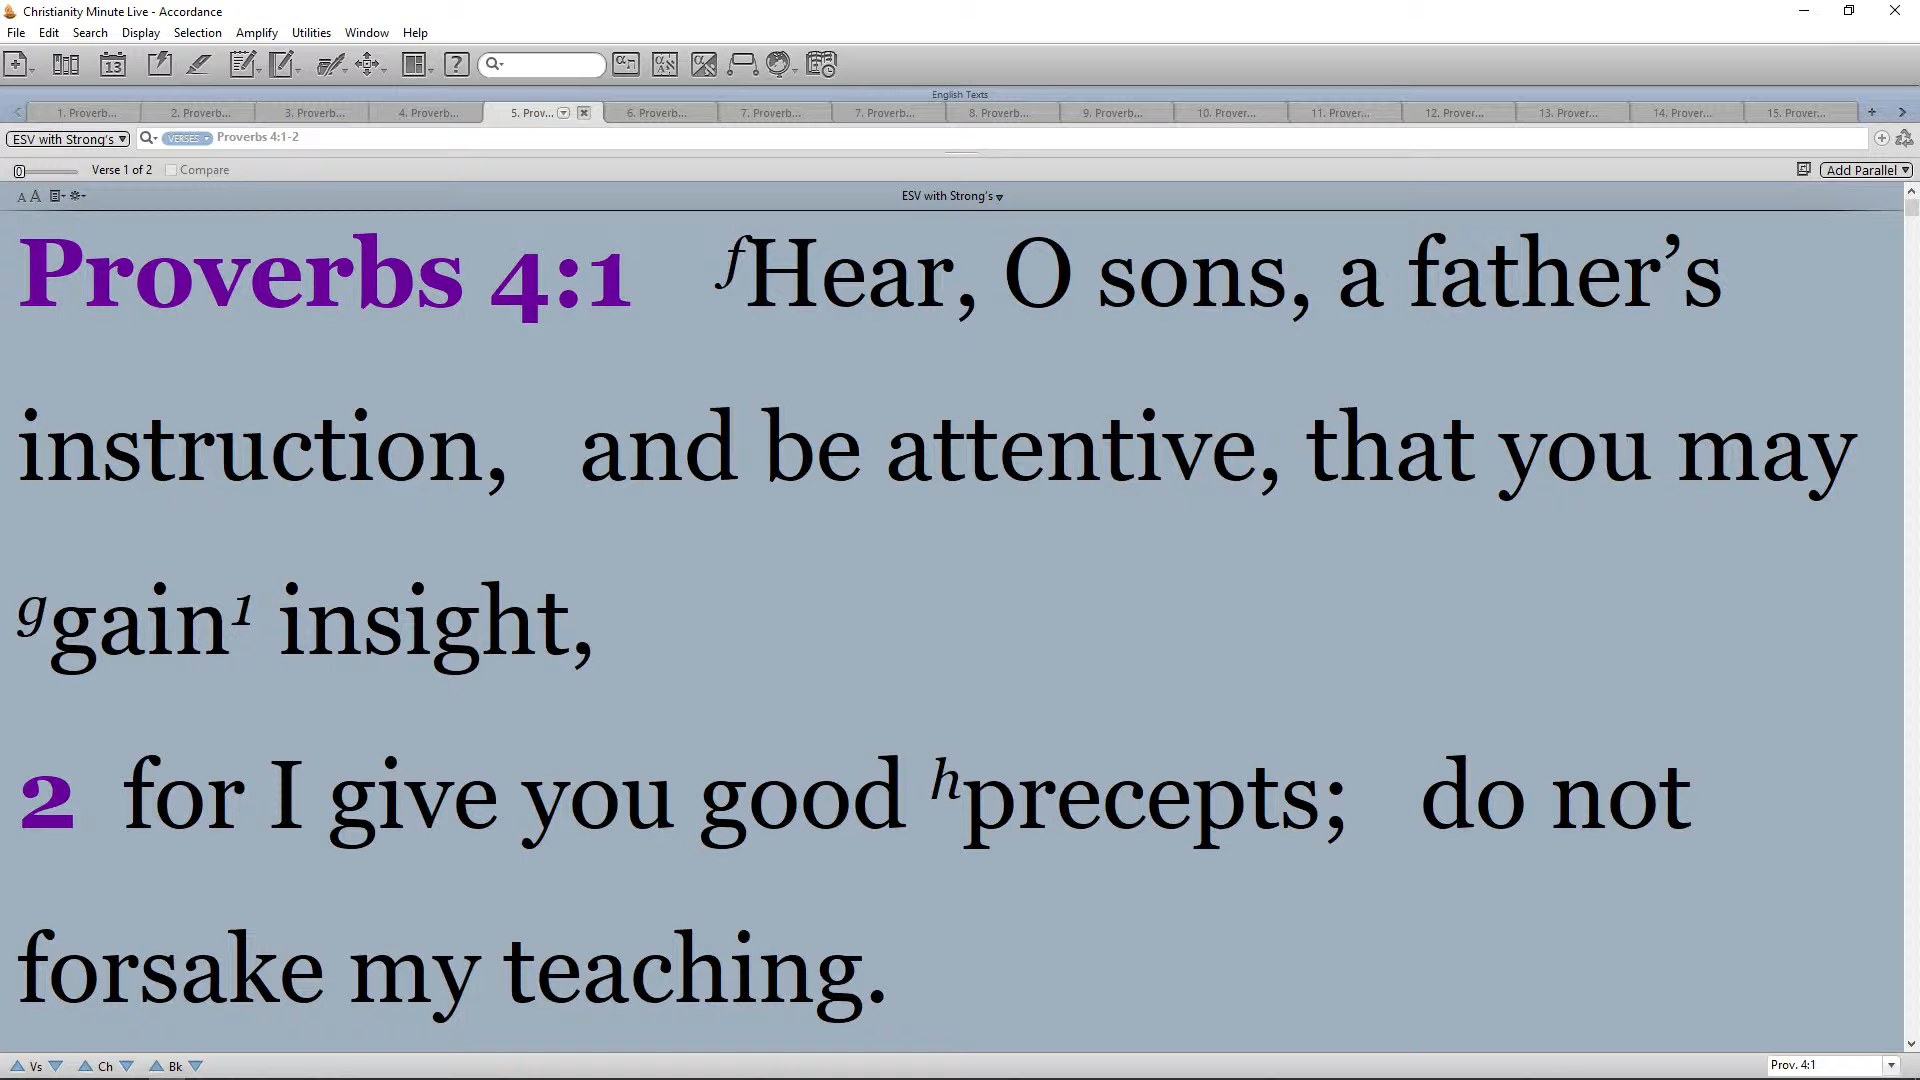 Christianity Minute Live - Accordance
File Edit Search Display Selection Amplify Utilities Window Help
13
English Texts
1. Proverb... 2. Proverb... 3. Proverb... 4. Proverb... 5. Prov... 6. Proverb... 7. Proverb... 7. Proverb... 8. Proverb... 9. Proverb... 10. Prover... 11. Prover... 12. Prover... 13. Prover... 14. Prover... 15. Prover...
ESV with Strong's VERSES Proverbs 4:1-2
0 Verse 1 of 2 Compare Add Parallel
A A ESV with Strong's
Proverbs 4:1 fHear, O sons, a father’s
instruction, and be attentive, that you may
ggain1 insight,
2 for I give you good hprecepts; do not
forsake my teaching.
Vs Ch Bk Prov. 4:1